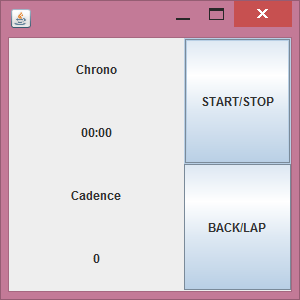 Chrono
START/STOP
00:00
Cadence
BACK/LAP
0